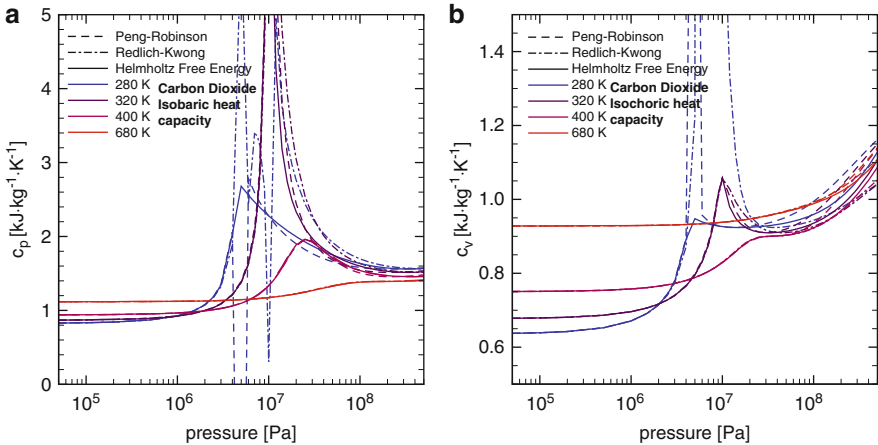 a
5
4
3
2
1
0
cp [kJ·kg-1·K-1]
Peng-Robinson
Redlich-Kwong
Helmholtz Free Energy
280 K Carbon Dioxide
320 K Isobaric heat
400 K capacity
680 K
10^5 10^6 10^7 10^8
pressure [Pa]
b
1.4
1.2
1.0
0.8
0.6
cv [kJ·kg-1·K-1]
Peng-Robinson
Redlich-Kwong
Helmholtz Free Energy
280 K Carbon Dioxide
320 K Isochoric heat
400 K capacity
680 K
10^5 10^6 10^7 10^8
pressure [Pa]